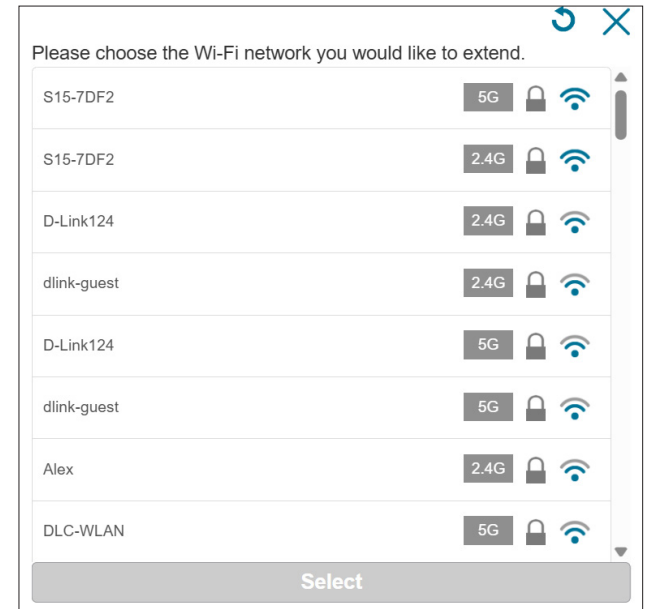 Please choose the Wi-Fi network you would like to extend.
S15-7DF2 5G
S15-7DF2 2.4G
D-Link124 2.4G
dlink-guest 2.4G
D-Link124 5G
dlink-guest 5G
Alex 2.4G
DLC-WLAN 5G
Select